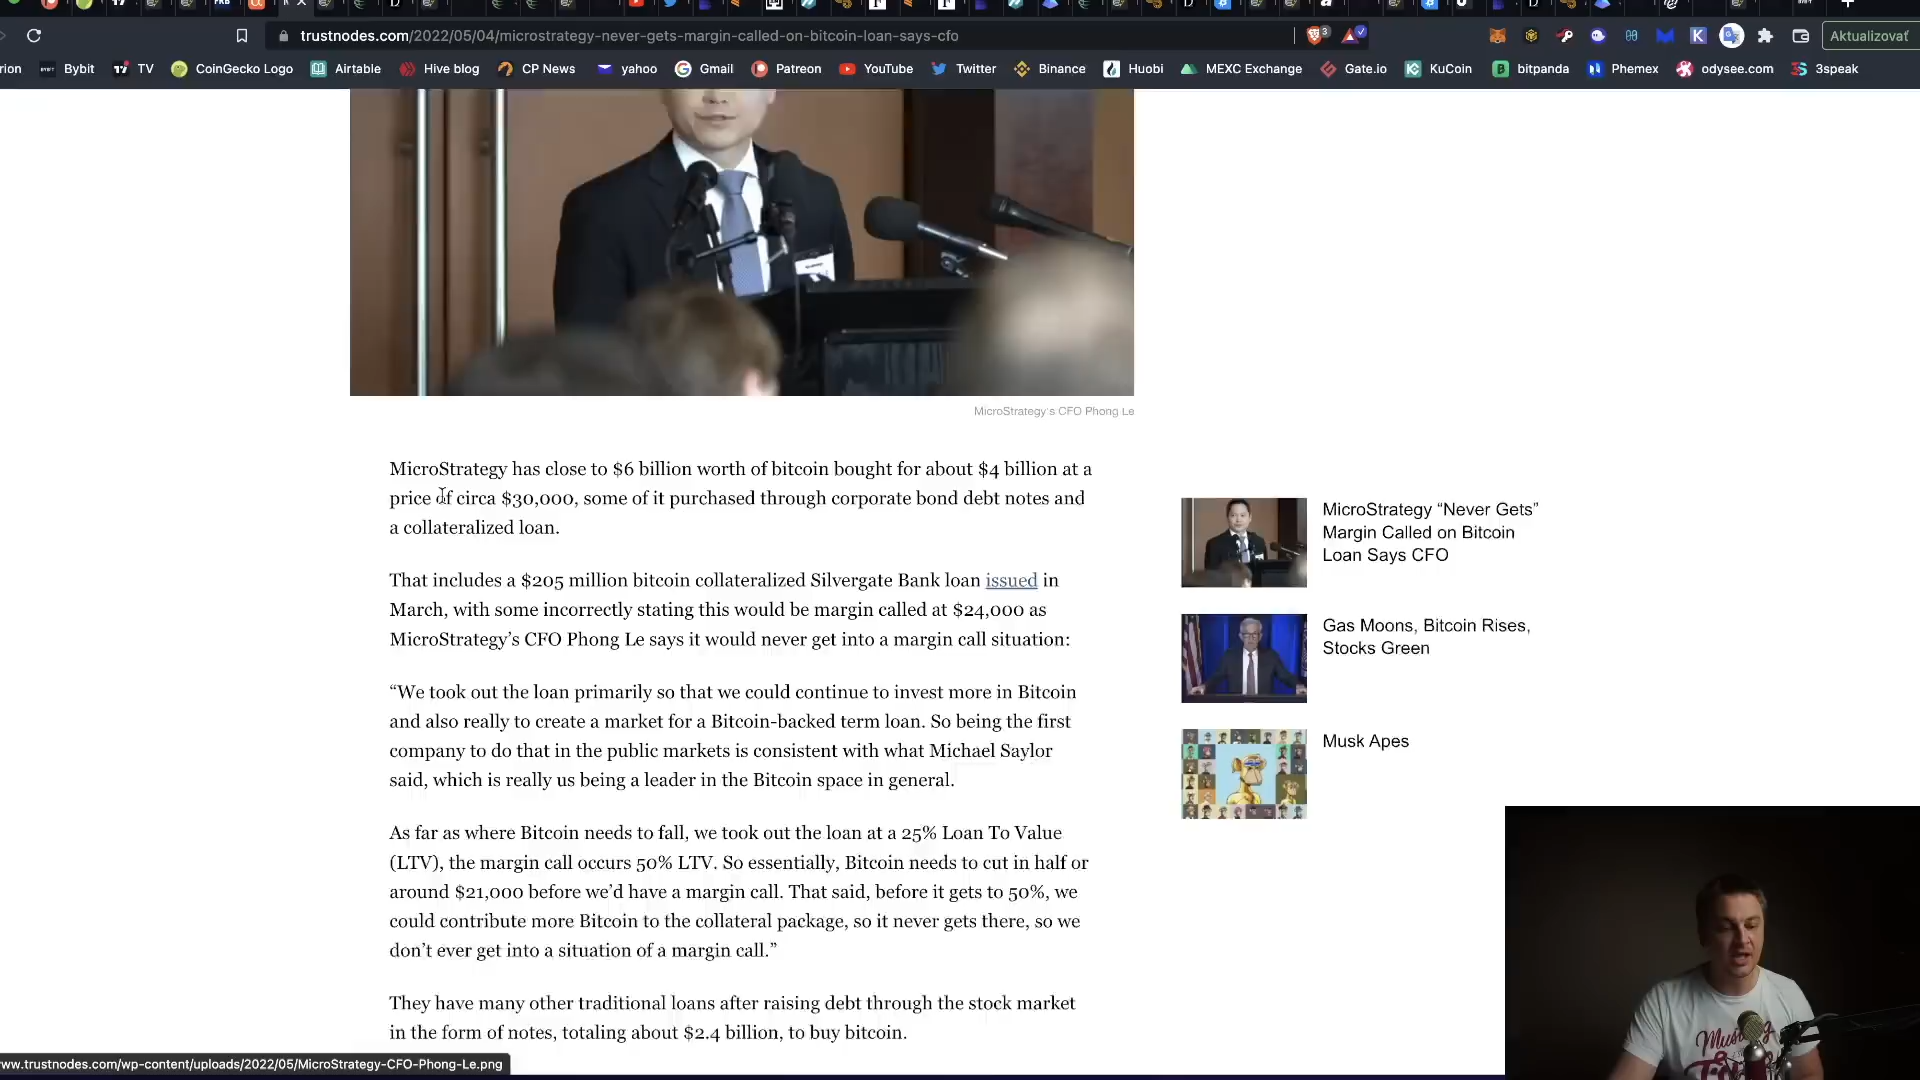 trustnodes.com/2022/05/04/microstrategy-never-gets-margin-called-on-bitcoin-loan-says-cfo
3
Aktualizovať
rion
Bybit
TV
CoinGecko Logo
Airtable
Hive blog
CP News
yahoo
Gmail
Patreon
YouTube
Twitter
Binance
Huobi
MEXC Exchange
Gate.io
KuCoin
bitpanda
Phemex
odysee.com
3speak
MicroStrategy's CFO Phong Le
MicroStrategy has close to $6 billion worth of bitcoin bought for about $4 billion at a
price of circa $30,000, some of it purchased through corporate bond debt notes and
a collateralized loan.
That includes a $205 million bitcoin collateralized Silvergate Bank loan issued in
March, with some incorrectly stating this would be margin called at $24,000 as
MicroStrategy’s CFO Phong Le says it would never get into a margin call situation:
“We took out the loan primarily so that we could continue to invest more in Bitcoin
and also really to create a market for a Bitcoin-backed term loan. So being the first
company to do that in the public markets is consistent with what Michael Saylor
said, which is really us being a leader in the Bitcoin space in general.
As far as where Bitcoin needs to fall, we took out the loan at a 25% Loan To Value
(LTV), the margin call occurs 50% LTV. So essentially, Bitcoin needs to cut in half or
around $21,000 before we’d have a margin call. That said, before it gets to 50%, we
could contribute more Bitcoin to the collateral package, so it never gets there, so we
don’t ever get into a situation of a margin call.”
They have many other traditional loans after raising debt through the stock market
in the form of notes, totaling about $2.4 billion, to buy bitcoin.
MicroStrategy “Never Gets”
Margin Called on Bitcoin
Loan Says CFO
Gas Moons, Bitcoin Rises,
Stocks Green
Musk Apes
www.trustnodes.com/wp-content/uploads/2022/05/MicroStrategy-CFO-Phong-Le.png